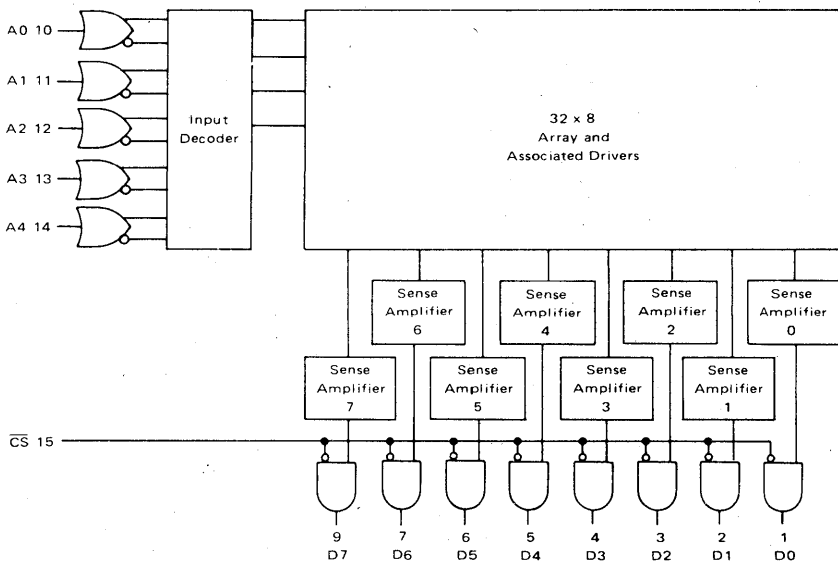 A0 10
A1 11
A2 12
A3 13
A4 14
Input
Decoder
32 x 8
Array and
Associated Drivers
Sense
Amplifier
6
Sense
Amplifier
4
Sense
Amplifier
2
Sense
Amplifier
0
Sense
Amplifier
7
Sense
Amplifier
5
Sense
Amplifier
3
Sense
Amplifier
1
C̅S̅ 15
9 7 6 5 4 3 2 1
D7 D6 D5 D4 D3 D2 D1 D0